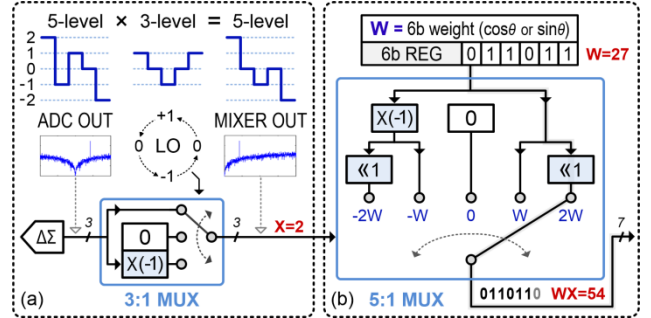 5-level × 3-level = 5-level
2
1
0
-1
-2
ADC OUT
+1
0 LO 0
-1
MIXER OUT
ΔΣ
3
0
X(-1)
3
X=2
(a)
3:1 MUX
W = 6b weight (cosθ or sinθ)
6b REG 0 1 1 0 1 1
W=27
X(-1)
0
≪1
≪1
-2W -W 0 W 2W
7
0110110 WX=54
(b)
5:1 MUX